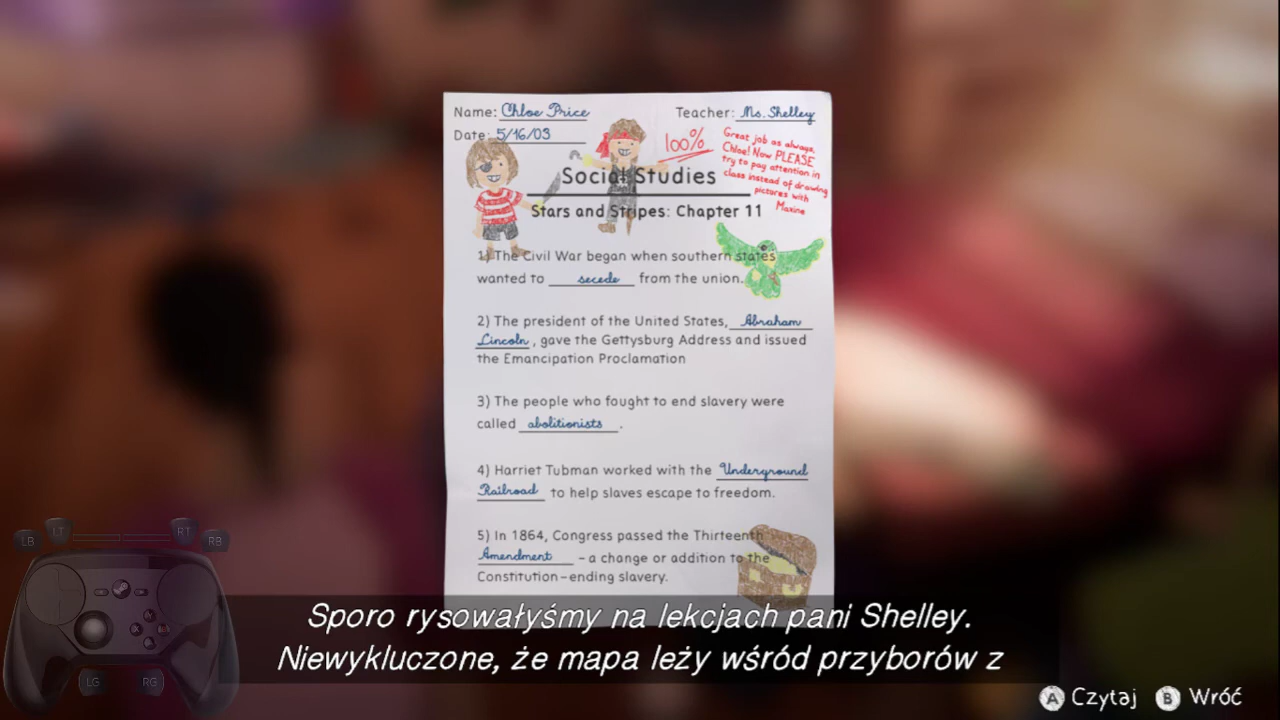 Name: Chloe Price
Teacher: Ms. Shelley
Date: 5/16/03
100%
Great job as always,
Chloe! Now PLEASE
try to pay attention in
class instead of drawing
pictures with
Maxine
Social Studies
Stars and Stripes: Chapter 11
1) The Civil War began when southern states
wanted to secede from the union.
2) The president of the United States, Abraham
Lincoln, gave the Gettysburg Address and issued
the Emancipation Proclamation
3) The people who fought to end slavery were
called abolitionists.
4) Harriet Tubman worked with the Underground
Railroad to help slaves escape to freedom.
5) In 1864, Congress passed the Thirteenth
Amendment - a change or addition to the
Constitution - ending slavery.
LB LT RT RB
Y
X B
A
LG RG
Sporo rysowałyśmy na lekcjach pani Shelley.
Niewykluczone, że mapa leży wśród przyborów z
A Czytaj B Wróć